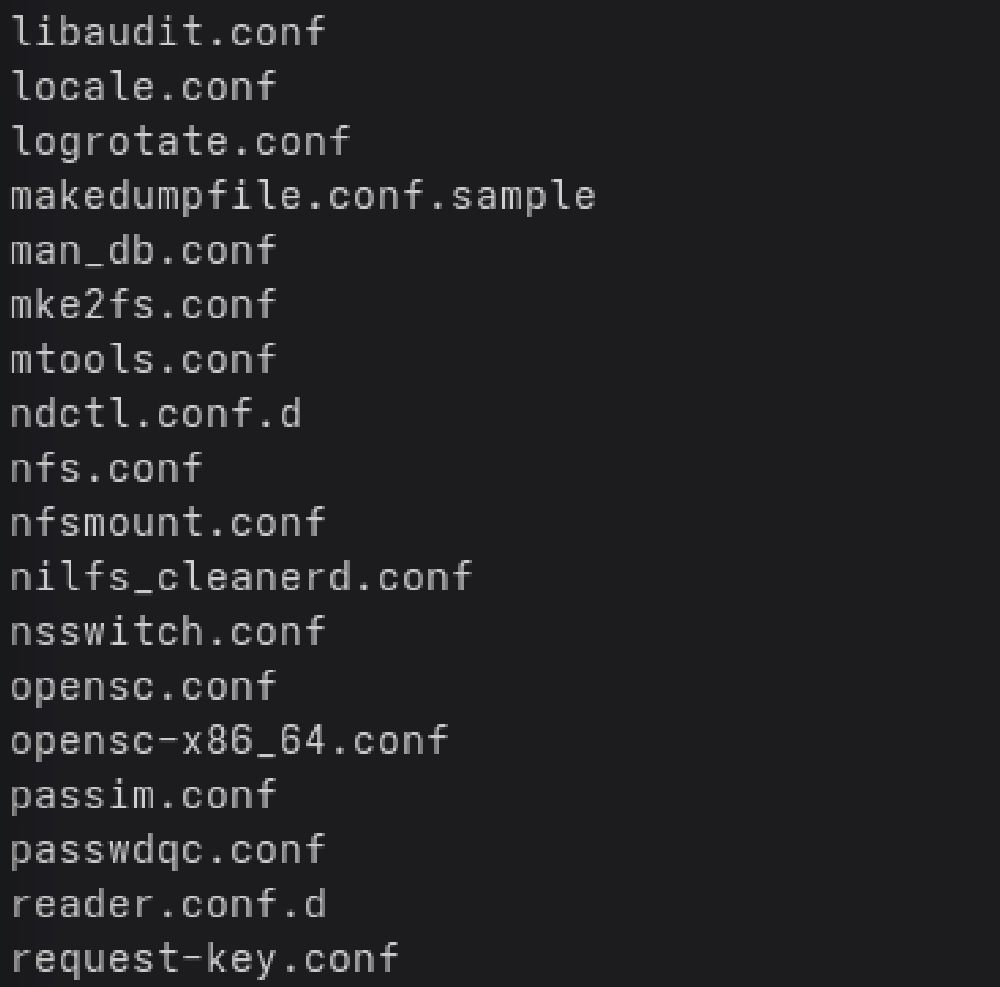 libaudit.conf
locale.conf
logrotate.conf
makedumpfile.conf.sample
man_db.conf
mke2fs.conf
mtools.conf
ndctl.conf.d
nfs.conf
nfsmount.conf
nilfs_cleanerd.conf
nsswitch.conf
opensc.conf
opensc-x86_64.conf
passim.conf
passwdqc.conf
reader.conf.d
request-key.conf